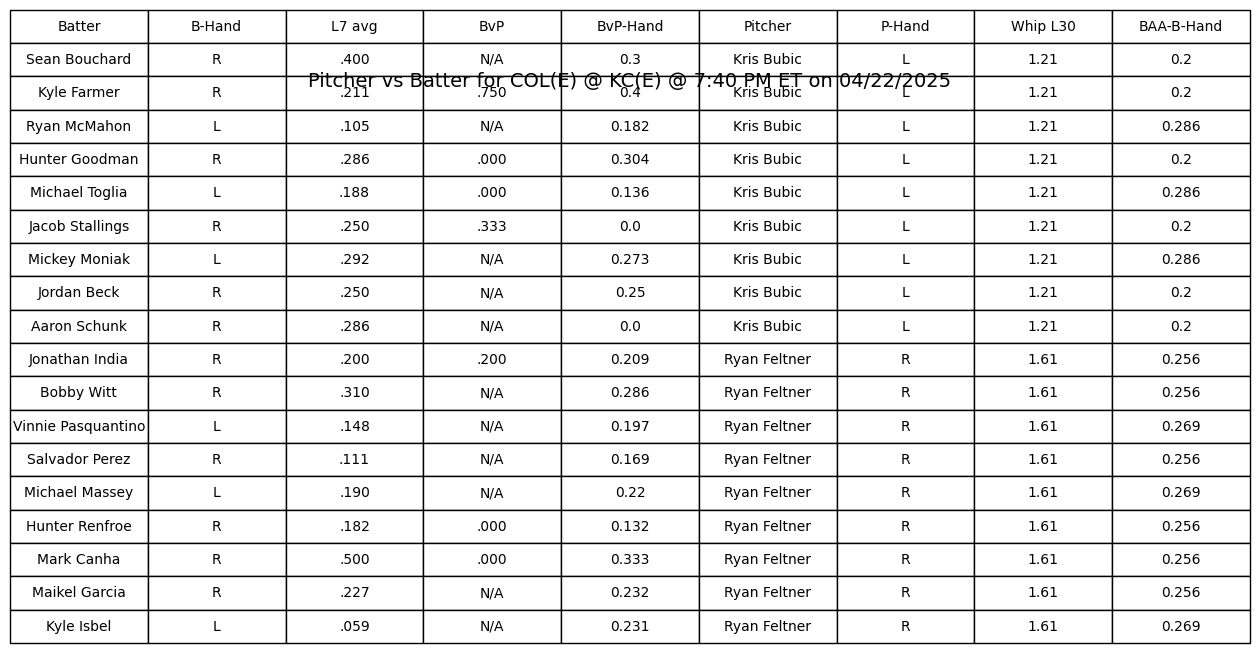 Batter B-Hand L7 avg BvP BvP-Hand Pitcher P-Hand Whip L30 BAA-B-Hand
Sean Bouchard R .400 N/A 0.3 Kris Bubic L 1.21 0.2
Pitcher vs Batter for COL(E) @ KC(E) @ 7:40 PM ET on 04/22/2025
Kyle Farmer R .211 .750 0.4 Kris Bubic L 1.21 0.2
Ryan McMahon L .105 N/A 0.182 Kris Bubic L 1.21 0.286
Hunter Goodman R .286 .000 0.304 Kris Bubic L 1.21 0.2
Michael Toglia L .188 .000 0.136 Kris Bubic L 1.21 0.286
Jacob Stallings R .250 .333 0.0 Kris Bubic L 1.21 0.2
Mickey Moniak L .292 N/A 0.273 Kris Bubic L 1.21 0.286
Jordan Beck R .250 N/A 0.25 Kris Bubic L 1.21 0.2
Aaron Schunk R .286 N/A 0.0 Kris Bubic L 1.21 0.2
Jonathan India R .200 .200 0.209 Ryan Feltner R 1.61 0.256
Bobby Witt R .310 N/A 0.286 Ryan Feltner R 1.61 0.256
Vinnie Pasquantino L .148 N/A 0.197 Ryan Feltner R 1.61 0.269
Salvador Perez R .111 N/A 0.169 Ryan Feltner R 1.61 0.256
Michael Massey L .190 N/A 0.22 Ryan Feltner R 1.61 0.269
Hunter Renfroe R .182 .000 0.132 Ryan Feltner R 1.61 0.256
Mark Canha R .500 .000 0.333 Ryan Feltner R 1.61 0.256
Maikel Garcia R .227 N/A 0.232 Ryan Feltner R 1.61 0.256
Kyle Isbel L .059 N/A 0.231 Ryan Feltner R 1.61 0.269